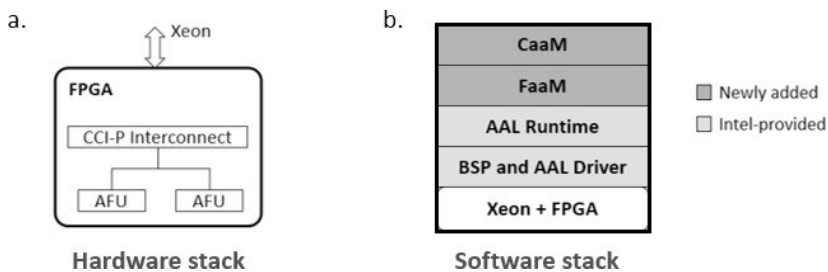 a.
Xeon
FPGA
CCI-P Interconnect
AFU
AFU
Hardware stack
b.
CaaM
FaaM
AAL Runtime
BSP and AAL Driver
Xeon + FPGA
Newly added
Intel-provided
Software stack